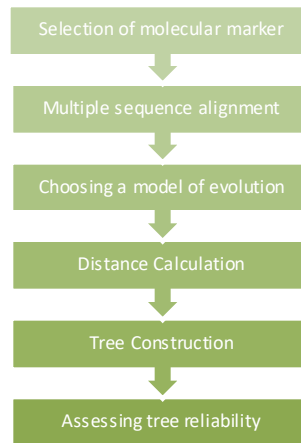 Selection of molecular marker
Multiple sequence alignment
Choosing a model of evolution
Distance Calculation
Tree Construction
Assessing tree reliability